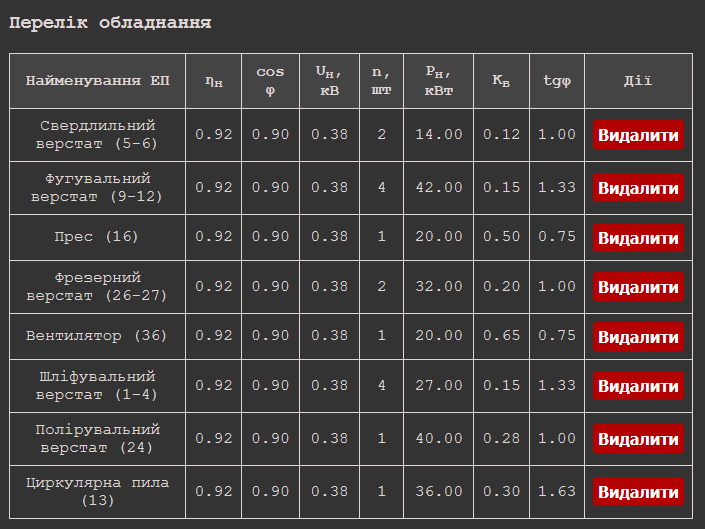 Перелік обладнання
Найменування ЕП ηн cos φ Uн, кВ n, шт Pн, кВт Kв tgφ Дії
Свердлильний верстат (5-6) 0.92 0.90 0.38 2 14.00 0.12 1.00 Видалити
Фугувальний верстат (9-12) 0.92 0.90 0.38 4 42.00 0.15 1.33 Видалити
Прес (16) 0.92 0.90 0.38 1 20.00 0.50 0.75 Видалити
Фрезерний верстат (26-27) 0.92 0.90 0.38 2 32.00 0.20 1.00 Видалити
Вентилятор (36) 0.92 0.90 0.38 1 20.00 0.65 0.75 Видалити
Шліфувальний верстат (1-4) 0.92 0.90 0.38 4 27.00 0.15 1.33 Видалити
Полірувальний верстат (24) 0.92 0.90 0.38 1 40.00 0.28 1.00 Видалити
Циркулярна пила (13) 0.92 0.90 0.38 1 36.00 0.30 1.63 Видалити